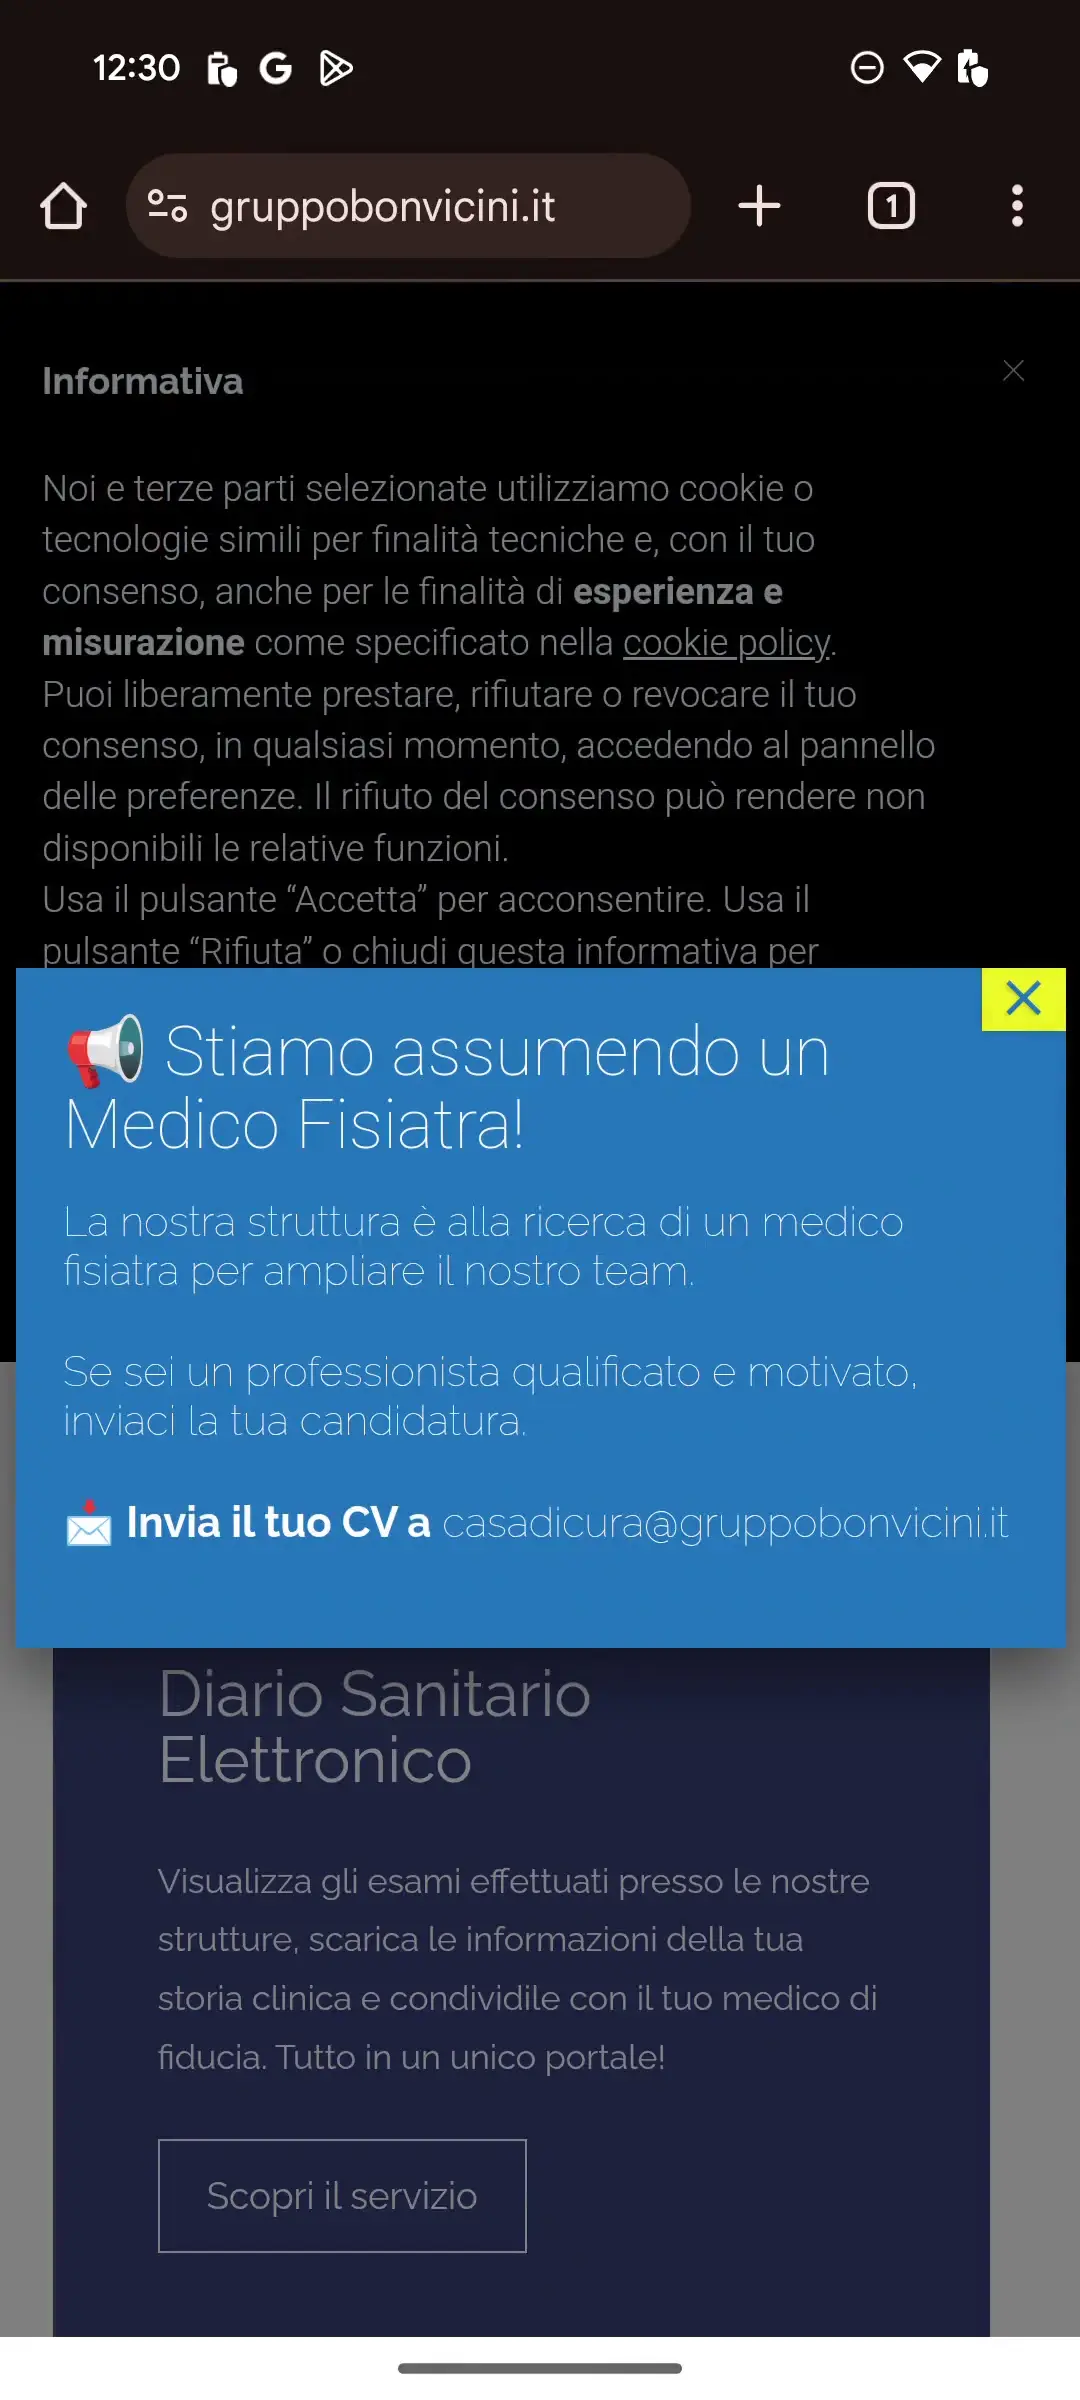 12:30
gruppobonvicini.it
1
Informativa
Noi e terze parti selezionate utilizziamo cookie o
tecnologie simili per finalità tecniche e, con il tuo
consenso, anche per le finalità di esperienza e
misurazione come specificato nella cookie policy.
Puoi liberamente prestare, rifiutare o revocare il tuo
consenso, in qualsiasi momento, accedendo al pannello
delle preferenze. Il rifiuto del consenso può rendere non
disponibili le relative funzioni.
Usa il pulsante “Accetta” per acconsentire. Usa il
pulsante “Rifiuta” o chiudi questa informativa per
📢 Stiamo assumendo un
Medico Fisiatra!
La nostra struttura è alla ricerca di un medico
fisiatra per ampliare il nostro team.
Se sei un professionista qualificato e motivato,
inviaci la tua candidatura.
📩 Invia il tuo CV a casadicura@gruppobonvicini.it
Diario Sanitario
Elettronico
Visualizza gli esami effettuati presso le nostre
strutture, scarica le informazioni della tua
storia clinica e condividile con il tuo medico di
fiducia. Tutto in un unico portale!
Scopri il servizio